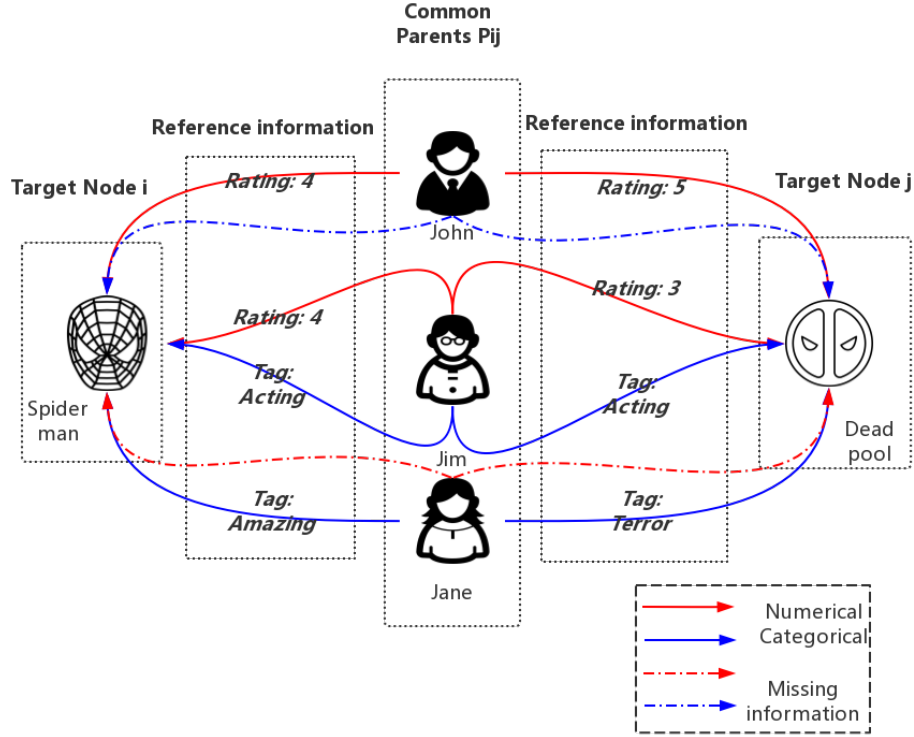 Common
Parents Pij
Reference information
Reference information
Target Node i
Target Node j
Rating: 4
Rating: 5
John
Rating: 4
Rating: 3
Tag:
Acting
Tag:
Acting
Spider
man
Dead
pool
Jim
Tag:
Amazing
Tag:
Terror
Jane
Numerical
Categorical
Missing
information